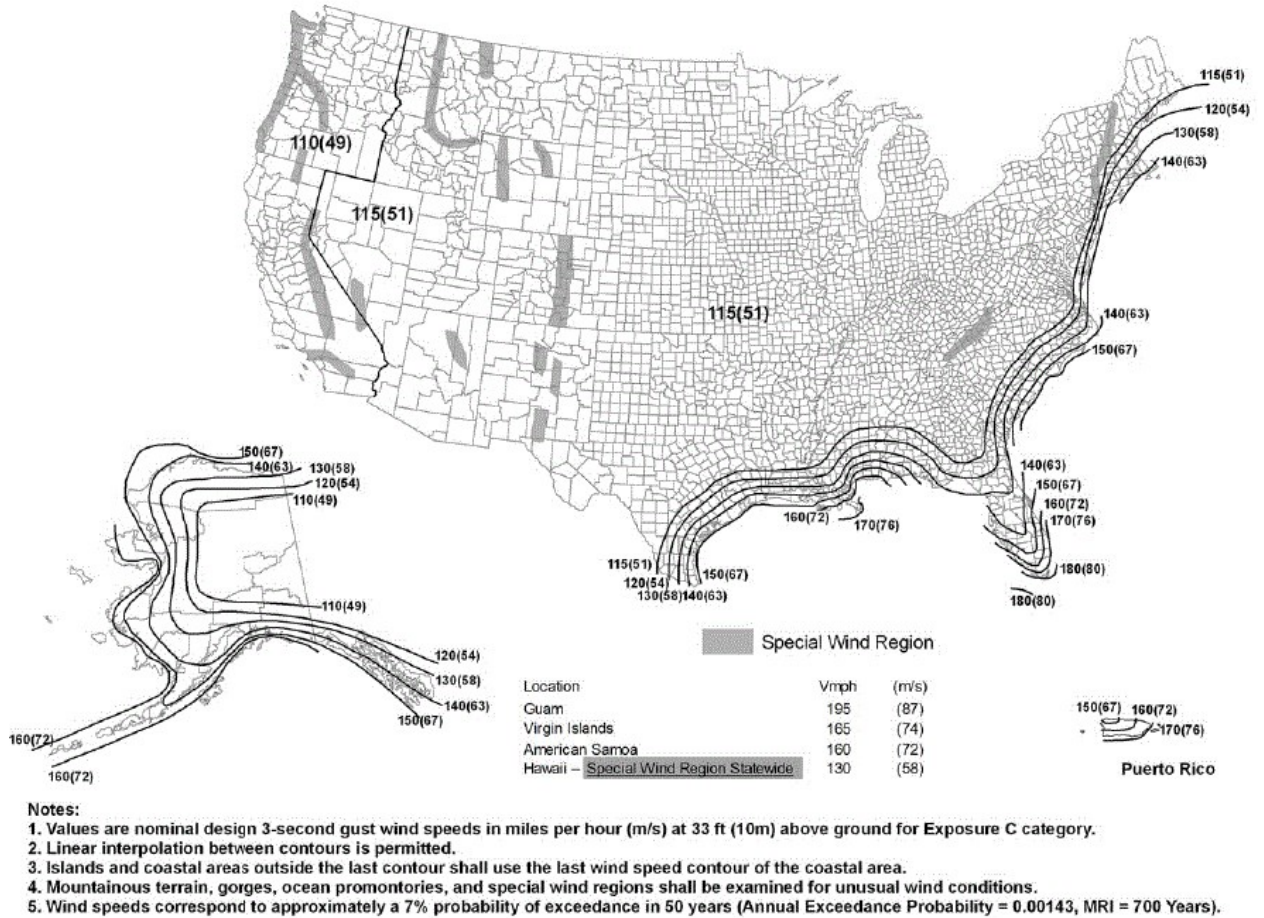 115(51)
120(54)
130(58)
140(63)
110(49)
115(51)
115(51)
140(63)
150(67)
150(67)
140(63)
130(58)
120(54)
110(49)
140(63)
150(67)
160(72)
170(76)
160(72)
170(76)
115(51)
120(54)
130(58)
140(63)
150(67)
180(80)
180(80)
110(49)
120(54)
130(58)
140(63)
150(67)
160(72)
160(72)
Special Wind Region
Location Vmph (m/s)
Guam 195 (87)
Virgin Islands 165 (74)
American Samoa 160 (72)
Hawaii – Special Wind Region Statewide 130 (58)
150(67) 160(72)
170(76)
Puerto Rico
Notes:
1. Values are nominal design 3-second gust wind speeds in miles per hour (m/s) at 33 ft (10m) above ground for Exposure C category.
2. Linear interpolation between contours is permitted.
3. Islands and coastal areas outside the last contour shall use the last wind speed contour of the coastal area.
4. Mountainous terrain, gorges, ocean promontories, and special wind regions shall be examined for unusual wind conditions.
5. Wind speeds correspond to approximately a 7% probability of exceedance in 50 years (Annual Exceedance Probability = 0.00143, MRI = 700 Years).